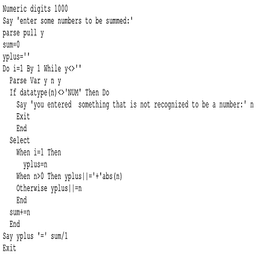 Numeric digits 1000
Say 'enter some numbers to be summed:'
parse pull y
sum=0
yplus=''
Do i=1 By 1 While y<>''
Parse Var y n y
If datatype(n)<>'NUM' Then Do
Say 'you entered  something that is not recognized to be a number:' n
Exit
End
Select
When i=1 Then
yplus=n
When n>0 Then yplus||='+'abs(n)
Otherwise yplus||=n
End
sum+=n
End
Say yplus '=' sum/1
Exit